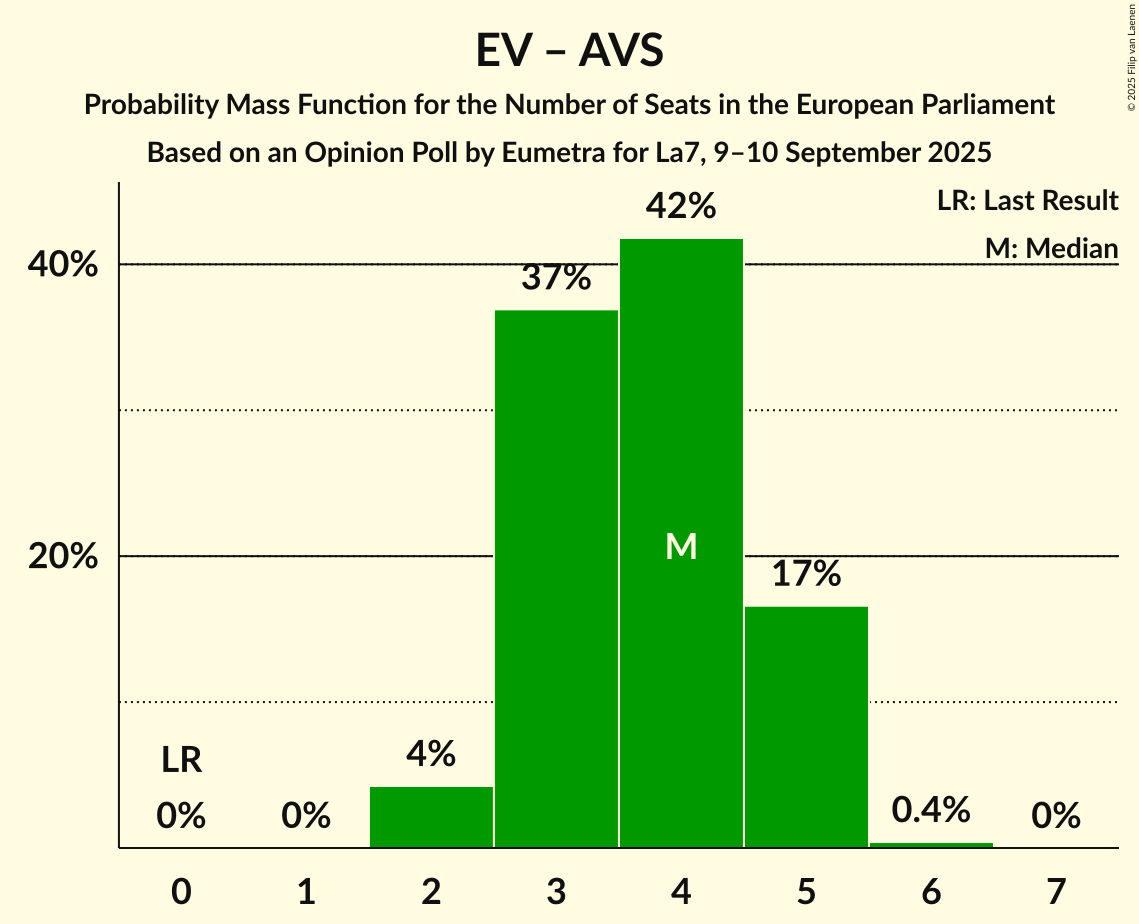 EV – AVS
Probability Mass Function for the Number of Seats in the European Parliament
Based on an Opinion Poll by Eumetra for La7, 9–10 September 2025
© 2025 Filip van Laenen
LR: Last Result
M: Median
40%
20%
LR
0%
0%
4%
37%
42%
M
17%
0.4%
0%
0 1 2 3 4 5 6 7